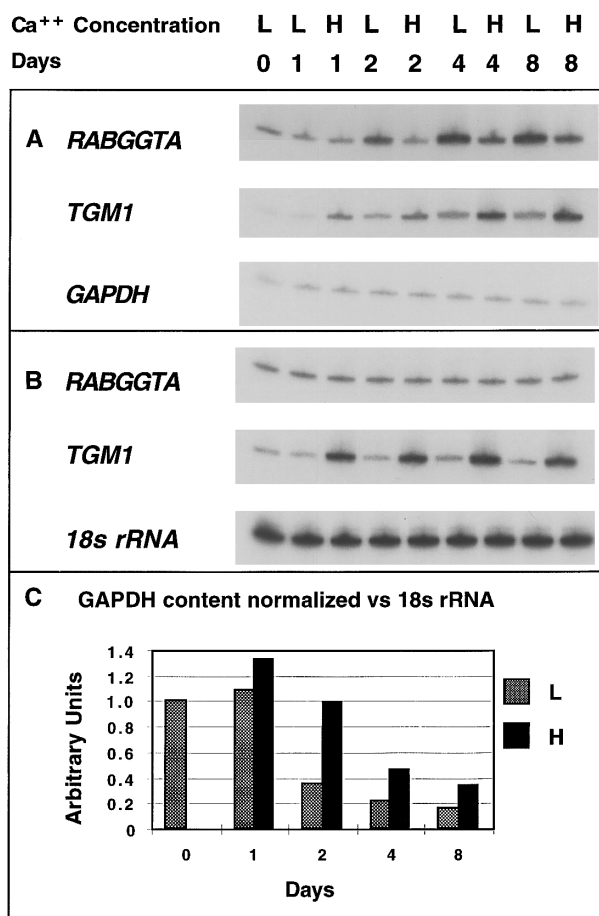 Ca++ Concentration L L H L H L H L H
Days 0 1 1 2 2 4 4 8 8
A RABGGTA
TGM1
GAPDH
B RABGGTA
TGM1
18s rRNA
C GAPDH content normalized vs 18s rRNA
Arbitrary Units
1.4
1.2
1.0
0.8
0.6
0.4
0.2
0
0 1 2 4 8
Days
L
H